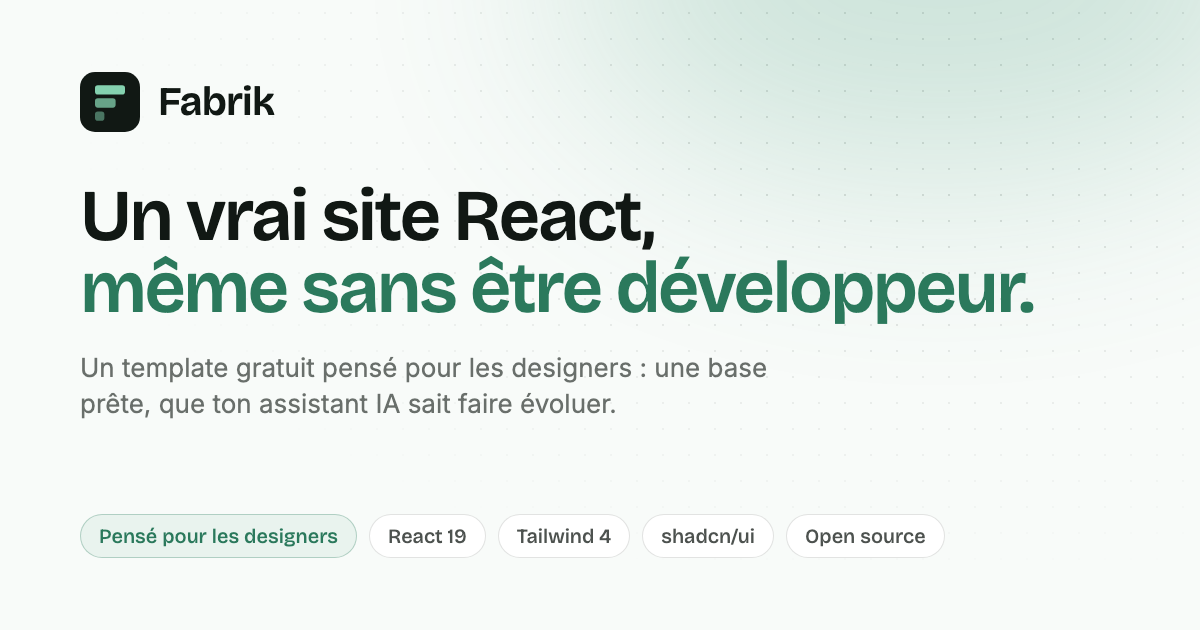 Fabrik
Un vrai site React,
même sans être développeur.
Un template gratuit pensé pour les designers : une base
prête, que ton assistant IA sait faire évoluer.
Pensé pour les designers
React 19
Tailwind 4
shadcn/ui
Open source